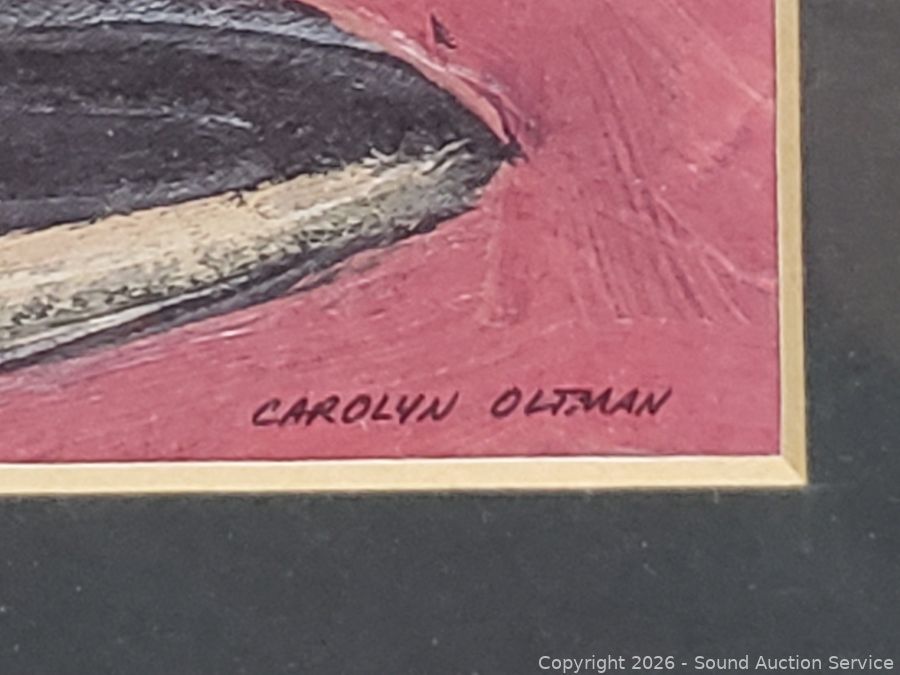 CAROLYN OLTMAN
Copyright 2026 - Sound Auction Service